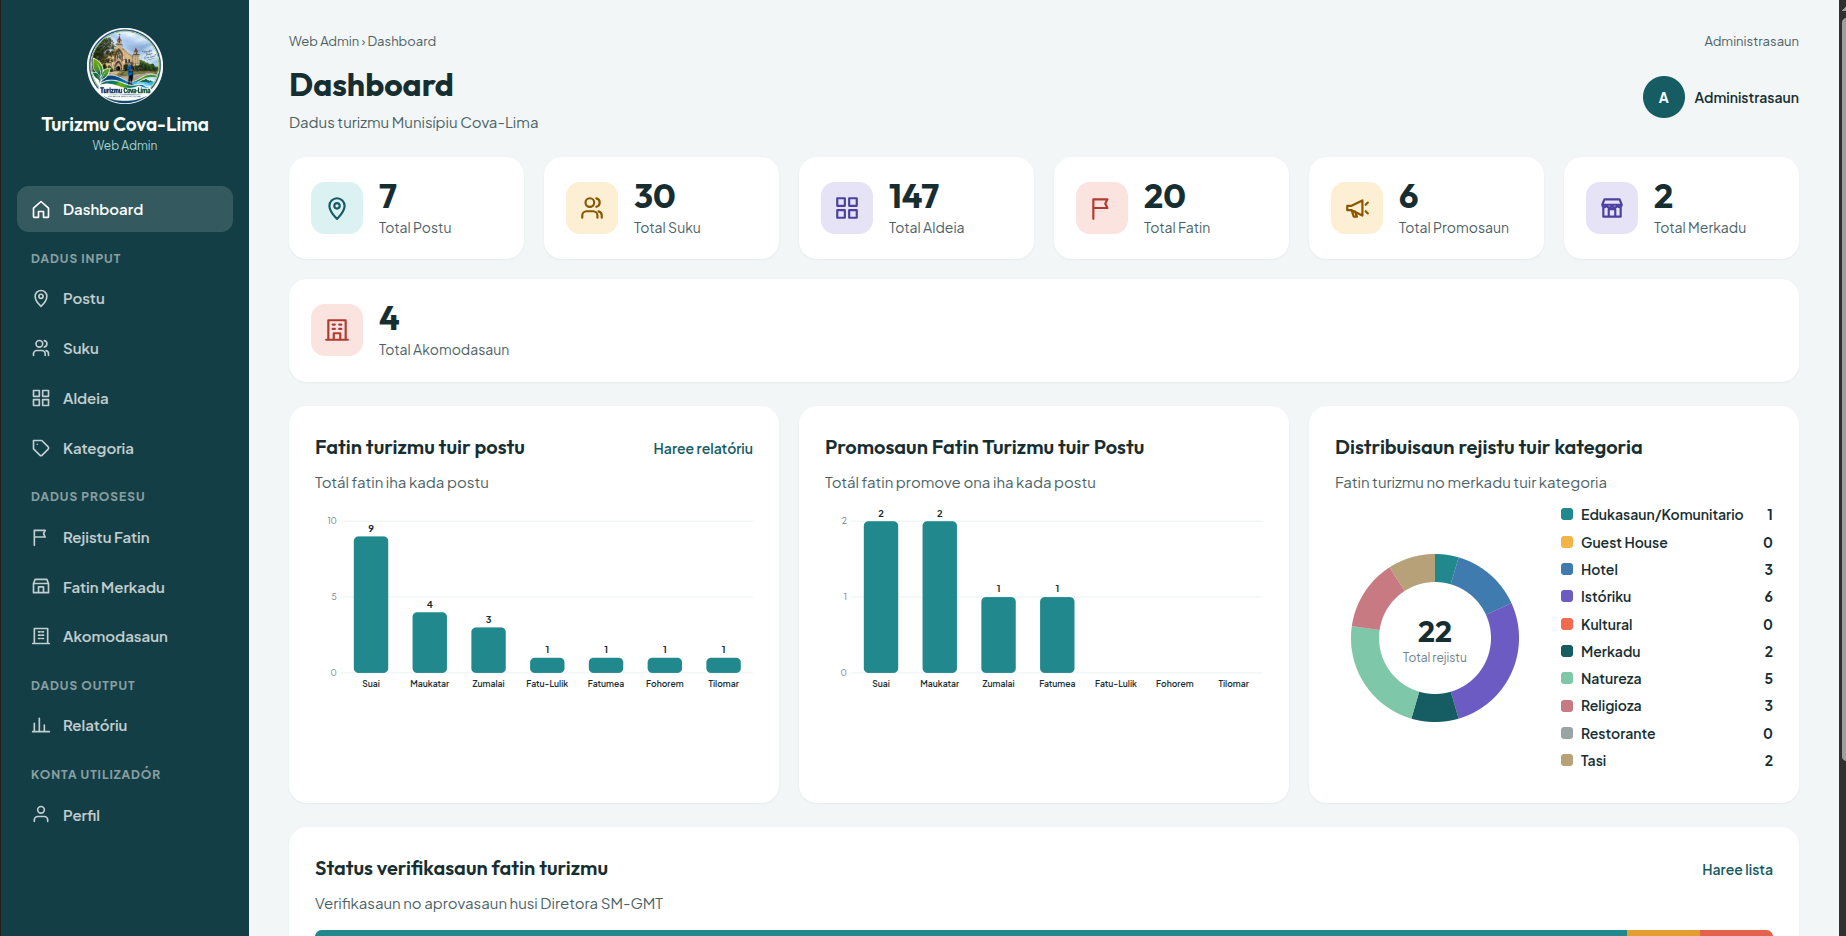 Turizmu Cova-Lima
Turizmu Cova-Lima
Web Admin
Dashboard
DADUS INPUT
Postu
Suku
Aldeia
Kategoria
DADUS PROSESU
Rejistu Fatin
Fatin Merkadu
Akomodasaun
DADUS OUTPUT
Relatóriu
KONTA UTILIZADÓR
Perfil
Web Admin › Dashboard
Administrasaun
Dashboard
Dadus turizmu Munisípiu Cova-Lima
A Administrasaun
7
Total Postu
30
Total Suku
147
Total Aldeia
20
Total Fatin
6
Total Promosaun
2
Total Merkadu
4
Total Akomodasaun
Fatin turizmu tuir postu
Haree relatóriu
Totál fatin iha kada postu
10
5
0
9
4
3
1
1
1
1
Suai Maukatar Zumalai Fatu-Lulik Fatumea Fohorem Tilomar
Promosaun Fatin Turizmu tuir Postu
Totál fatin promove ona iha kada postu
2
1
0
2
2
1
1
Suai Maukatar Zumalai Fatumea Fatu-Lulik Fohorem Tilomar
Distribuisaun rejistu tuir kategoria
Fatin turizmu no merkadu tuir kategoria
22
Total rejistu
Edukasaun/Komunitario 1
Guest House 0
Hotel 3
Istóriku 6
Kultural 0
Merkadu 2
Natureza 5
Religioza 3
Restorante 0
Tasi 2
Status verifikasaun fatin turizmu
Haree lista
Verifikasaun no aprovasaun husi Diretora SM-GMT